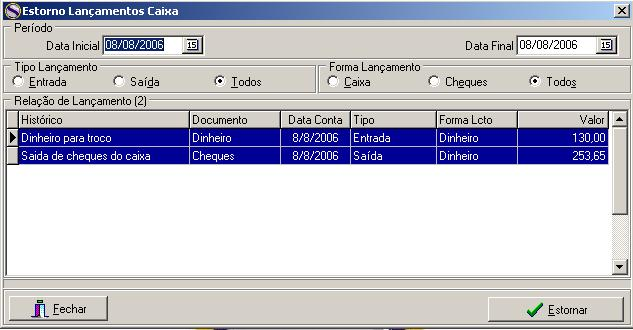 Estorno Lançamentos Caixa
Período
Data Inicial 08/08/2006 15 Data Final 08/08/2006 15
Tipo Lançamento Forma Lançamento
Entrada Saída Todos Caixa Cheques Todos
Relação de Lançamento (2)
Histórico Documento Data Conta Tipo Forma Lcto Valor
Dinheiro para troco Dinheiro 8/8/2006 Entrada Dinheiro 130,00
Saida de cheques do caixa Cheques 8/8/2006 Saída Dinheiro 253,65
Fechar Estornar